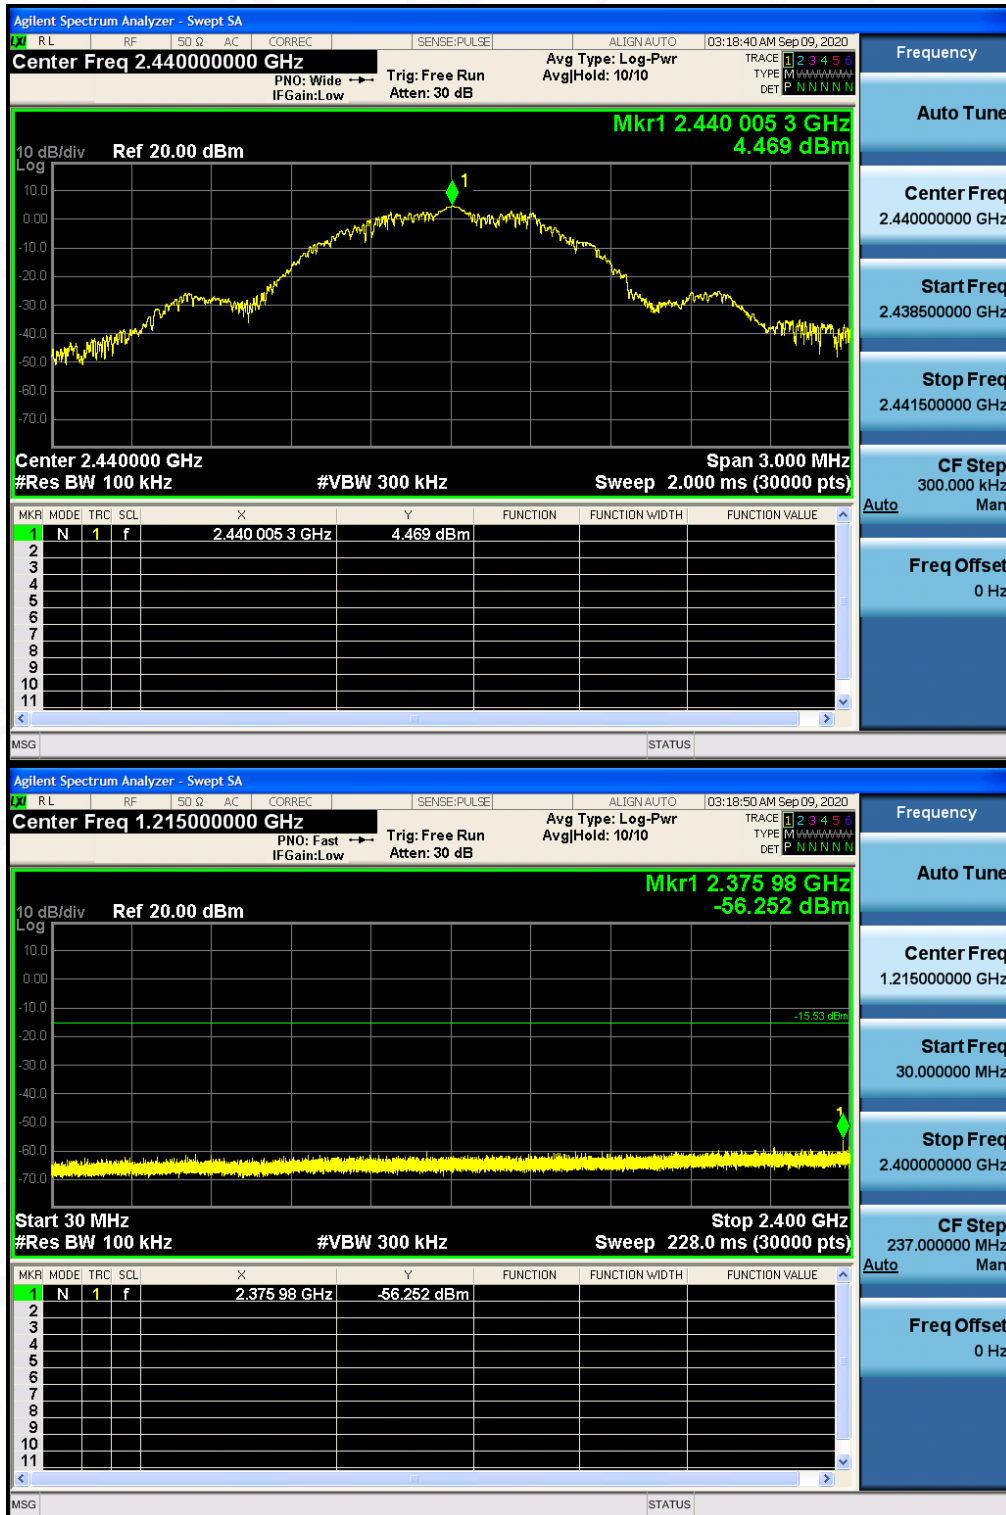 Agilent Spectrum Analyzer - Swept SA
LXI RL RF 50 Ω AC CORREC SENSE:PULSE ALIGN AUTO 03:18:40 AM Sep 09, 2020
Center Freq 2.440000000 GHz
PNO: Wide
IFGain:Low
Trig: Free Run
Atten: 30 dB
Avg Type: Log-Pwr
Avg|Hold: 10/10
TRACE 1 2 3 4 5 6
TYPE M WWWWW
DET P N N N N N
Mkr1 2.440 005 3 GHz
4.469 dBm
10 dB/div Ref 20.00 dBm
Log
10.0
0.00
-10.0
-20.0
-30.0
-40.0
-50.0
-60.0
-70.0
1
Center 2.440000 GHz Span 3.000 MHz
#Res BW 100 kHz #VBW 300 kHz Sweep 2.000 ms (30000 pts)
MKR MODE TRC SCL X Y FUNCTION FUNCTION WIDTH FUNCTION VALUE
1 N 1 f 2.440 005 3 GHz 4.469 dBm
2
3
4
5
6
7
8
9
10
11
MSG STATUS
Frequency
Auto Tune
Center Freq
2.440000000 GHz
Start Freq
2.438500000 GHz
Stop Freq
2.441500000 GHz
CF Step
300.000 kHz
Auto Man
Freq Offset
0 Hz
Agilent Spectrum Analyzer - Swept SA
LXI RL RF 50 Ω AC CORREC SENSE:PULSE ALIGN AUTO 03:18:50 AM Sep 09, 2020
Center Freq 1.215000000 GHz
PNO: Fast
IFGain:Low
Trig: Free Run
Atten: 30 dB
Avg Type: Log-Pwr
Avg|Hold: 10/10
TRACE 1 2 3 4 5 6
TYPE M WWWWW
DET P N N N N N
Mkr1 2.375 98 GHz
-56.252 dBm
10 dB/div Ref 20.00 dBm
Log
10.0
0.00
-10.0
-20.0
-30.0
-40.0
-50.0
-60.0
-70.0
-15.53 dBm
1
Start 30 MHz Stop 2.400 GHz
#Res BW 100 kHz #VBW 300 kHz Sweep 228.0 ms (30000 pts)
MKR MODE TRC SCL X Y FUNCTION FUNCTION WIDTH FUNCTION VALUE
1 N 1 f 2.375 98 GHz -56.252 dBm
2
3
4
5
6
7
8
9
10
11
MSG STATUS
Frequency
Auto Tune
Center Freq
1.215000000 GHz
Start Freq
30.000000 MHz
Stop Freq
2.400000000 GHz
CF Step
237.000000 MHz
Auto Man
Freq Offset
0 Hz